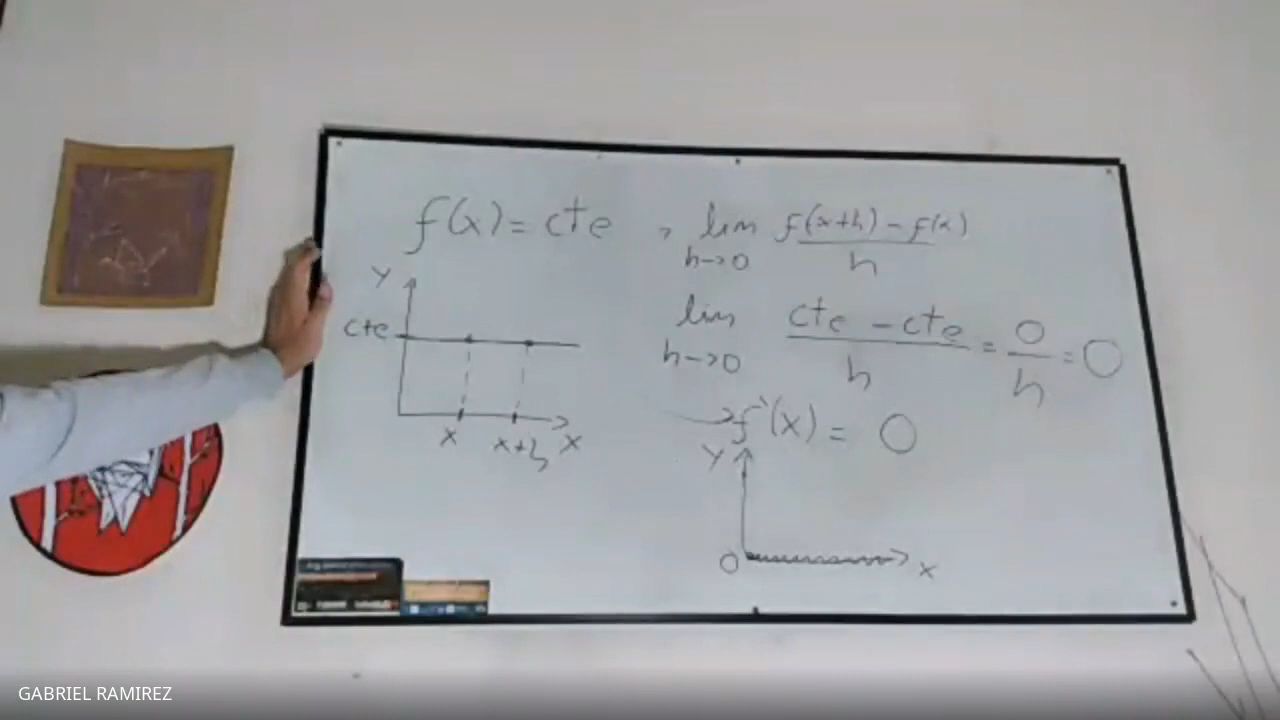 f(x) = cte , lim h→0 f(x+h) - f(x) / h
y
cte
x x+h x
lim h→0 cte - cte / h = 0 / h = 0
→ f'(x) = 0
y
0 x
GABRIEL RAMIREZ